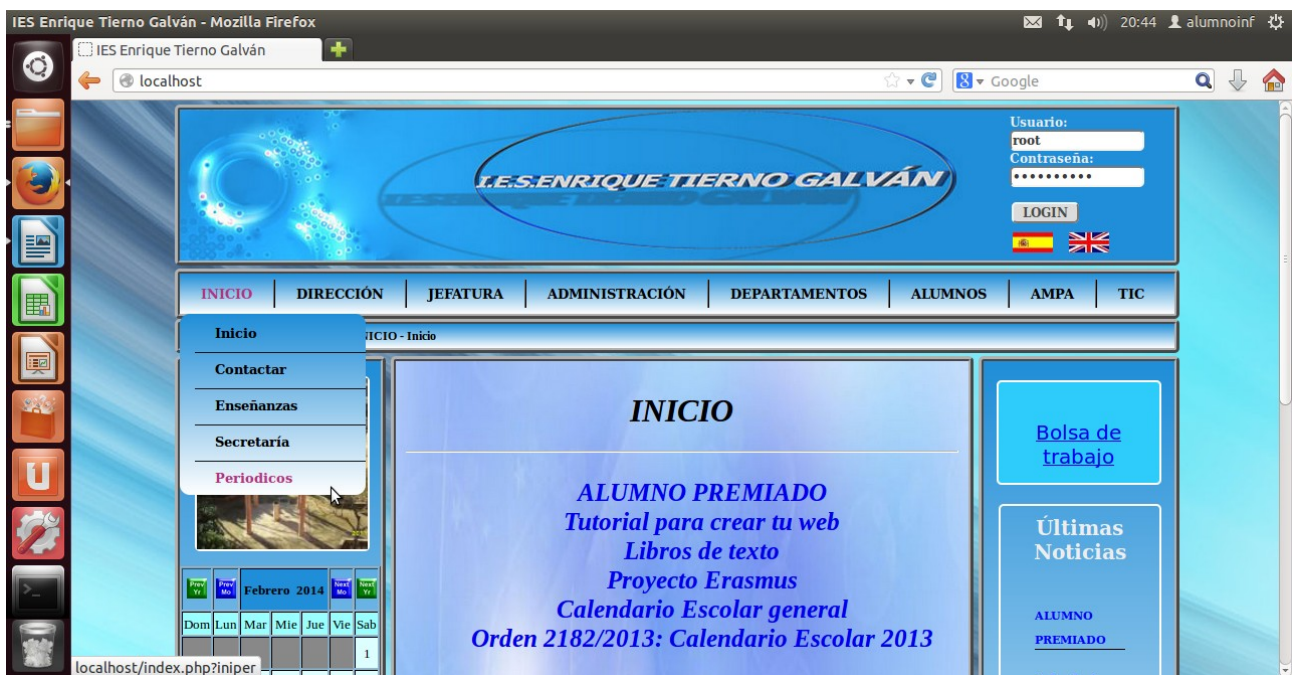 IES Enrique Tierno Galván - Mozilla Firefox
20:44 alumnoinf
IES Enrique Tierno Galván
localhost
Google
I.E.S.ENRIQUE TIERNO GALVÁN
Usuario:
root
Contraseña:
••••••••••
LOGIN
INICIO DIRECCIÓN JEFATURA ADMINISTRACIÓN DEPARTAMENTOS ALUMNOS AMPA TIC
Inicio
Contactar
Enseñanzas
Secretaría
Periodicos
NICIO - Inicio
INICIO
ALUMNO PREMIADO
Tutorial para crear tu web
Libros de texto
Proyecto Erasmus
Calendario Escolar general
Orden 2182/2013: Calendario Escolar 2013
Bolsa de
trabajo
Últimas
Noticias
ALUMNO
PREMIADO
Prev Yr Prev Mo Febrero 2014 Next Mo Next Yr
Dom Lun Mar Mie Jue Vie Sab
1
localhost/index.php?iniper